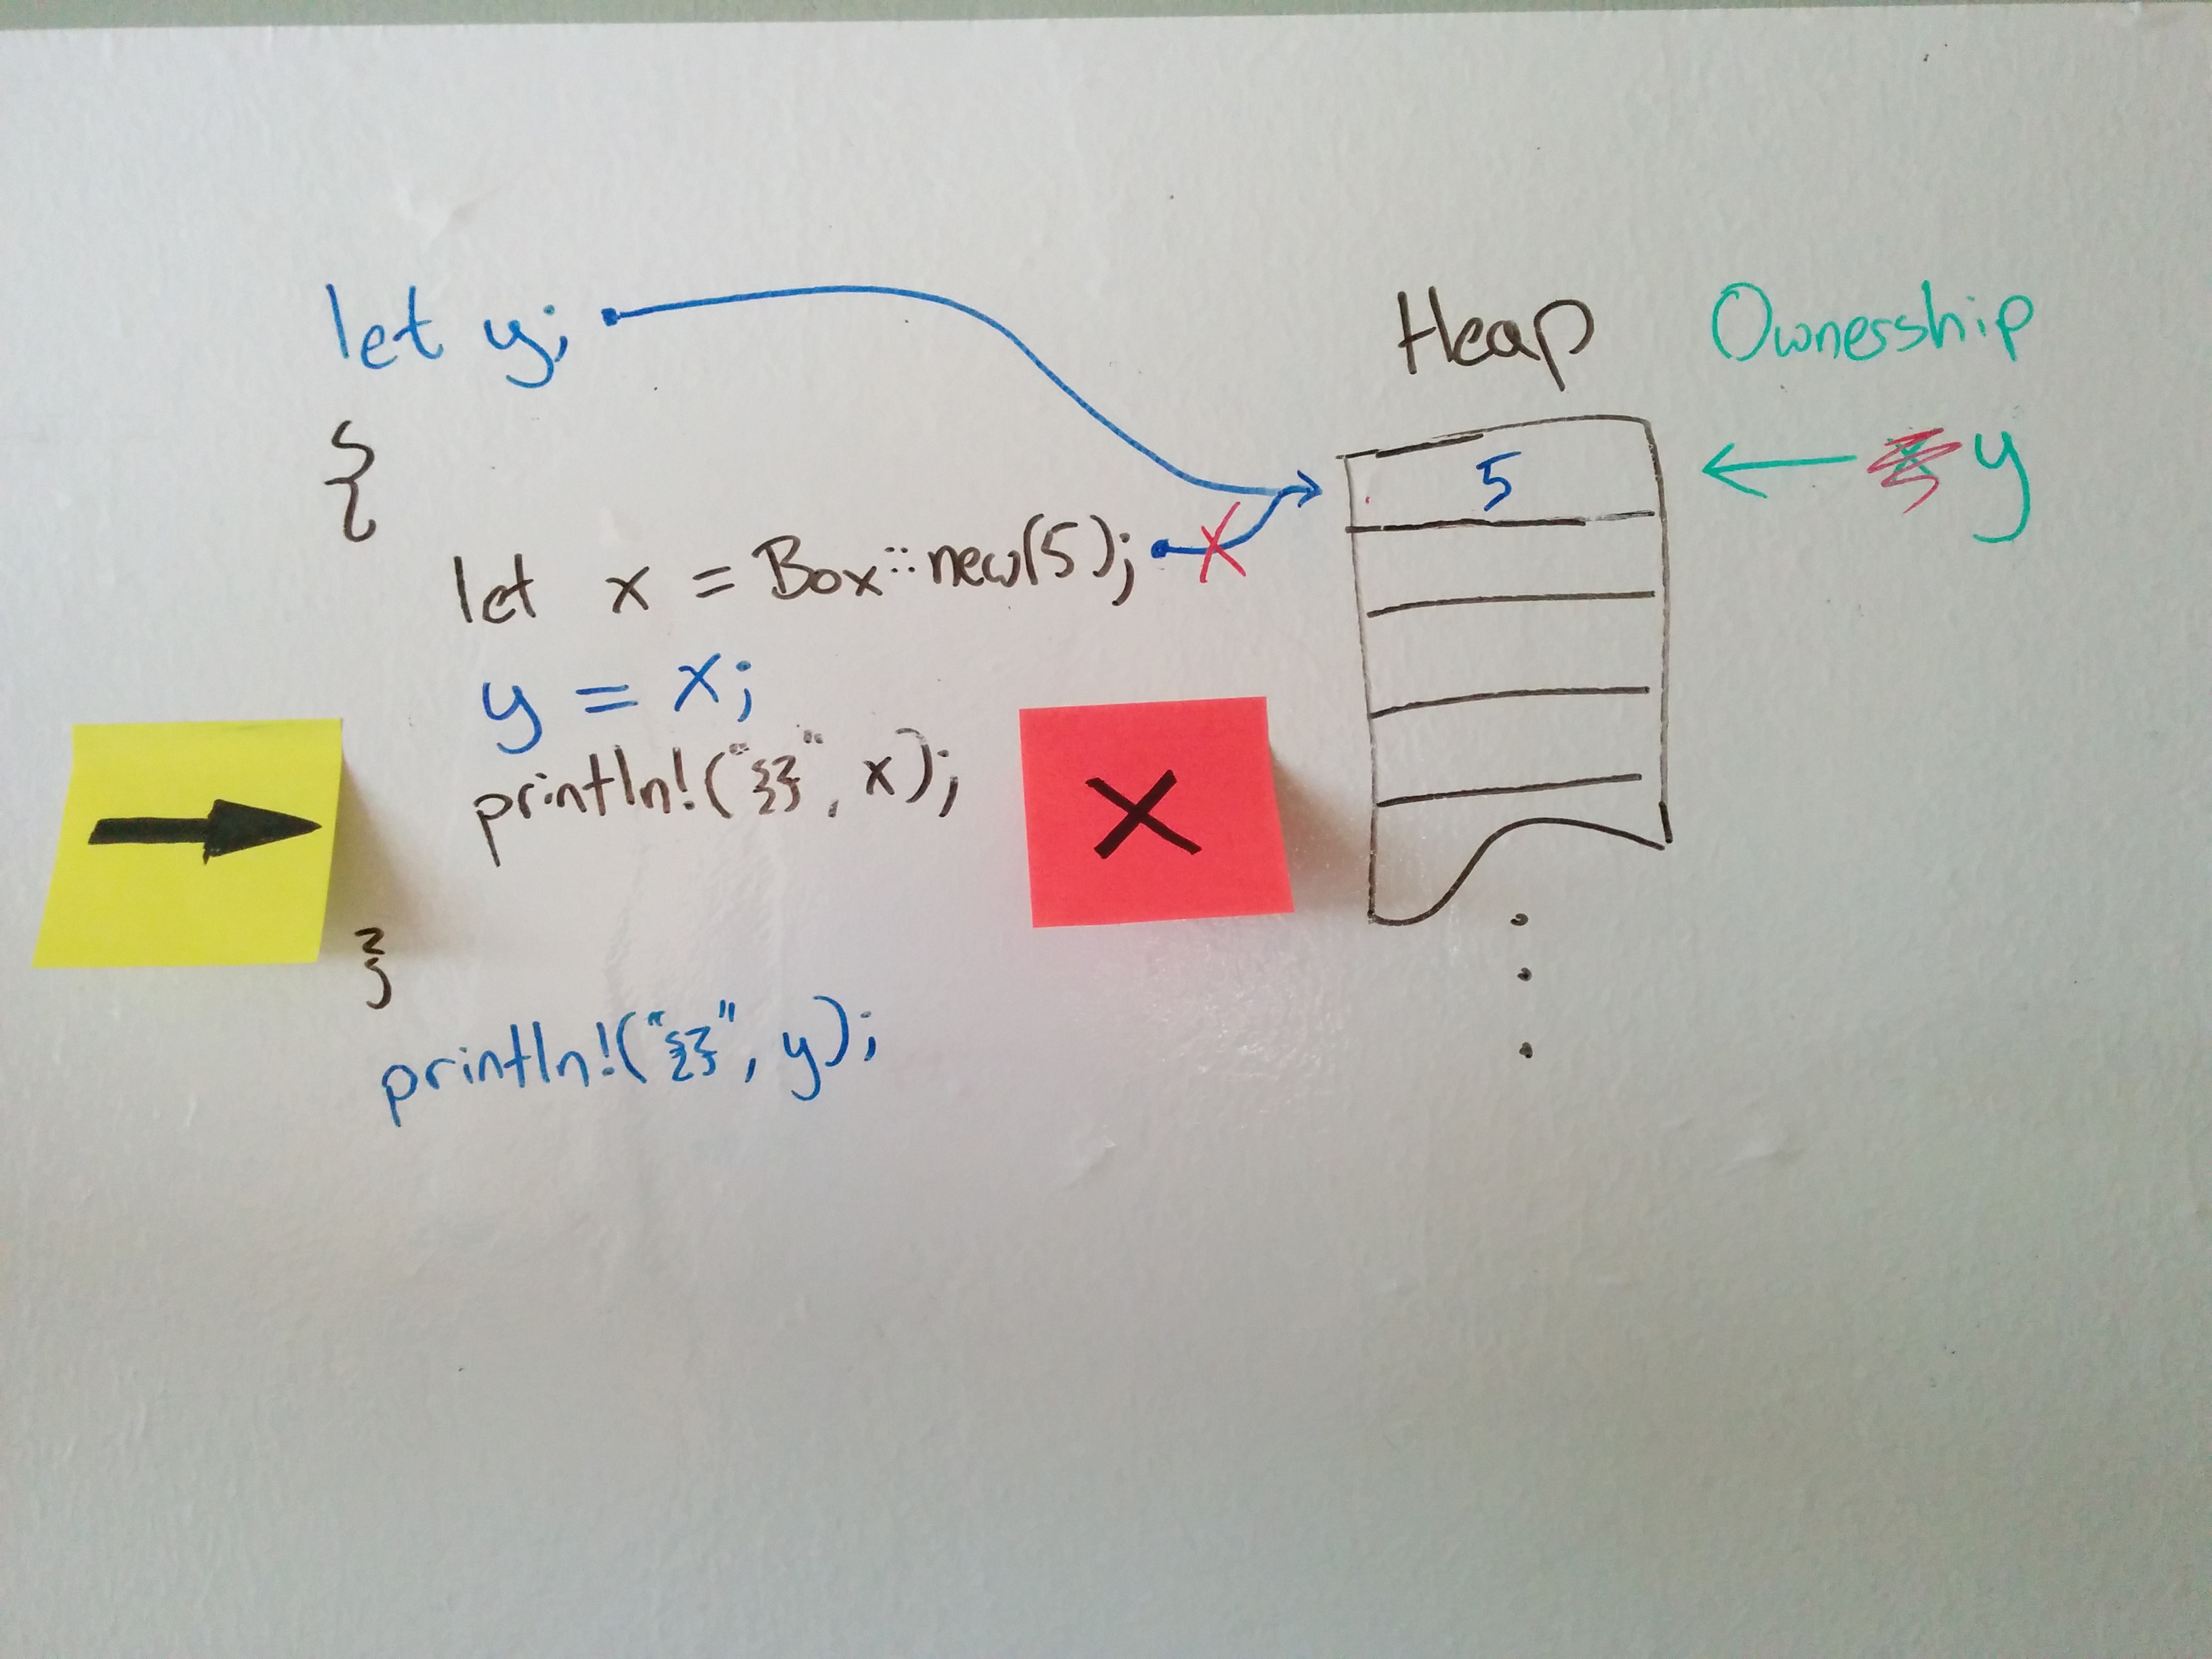 let y;
{
let x = Box::new(5);
y = x;
println!("{}", x);
}
println!("{}", y);
Heap
5
Ownership
y
X